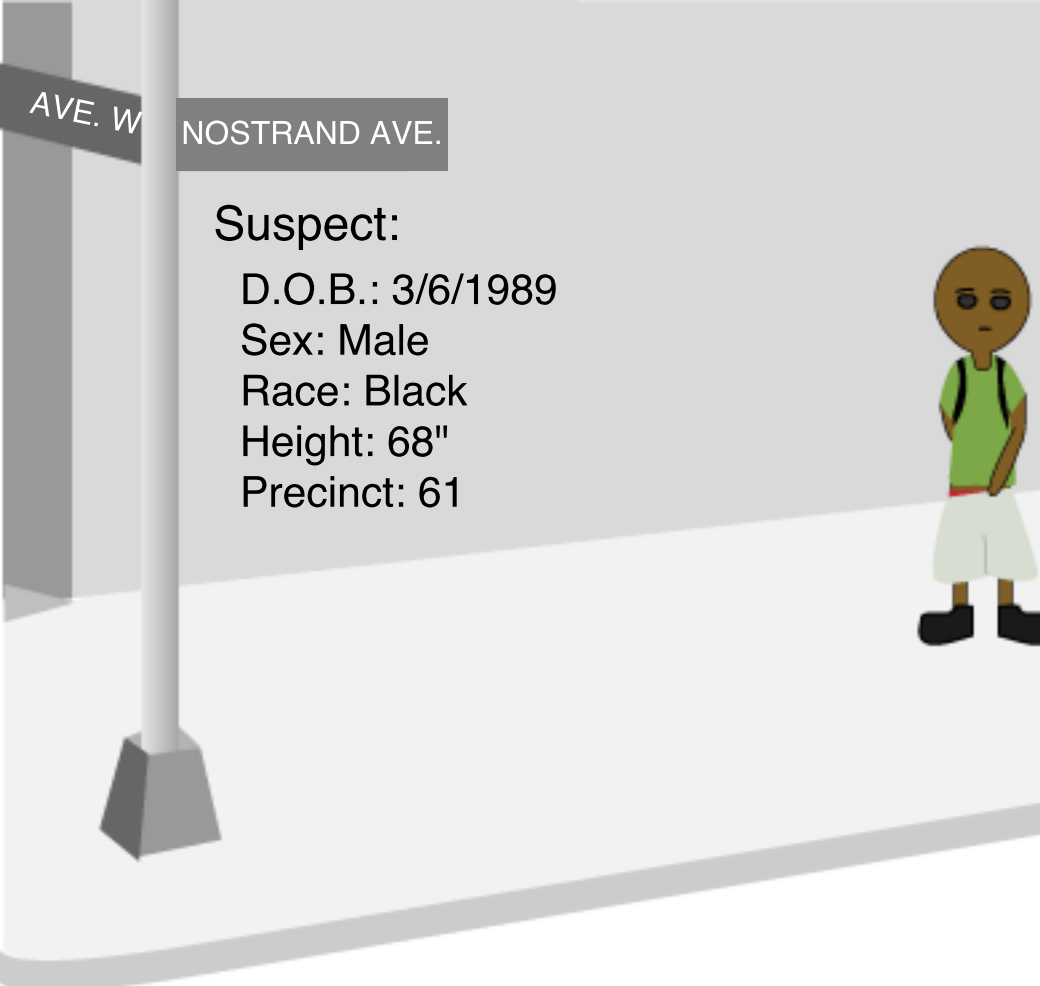 AVE. W
NOSTRAND AVE.
Suspect:
D.O.B.: 3/6/1989
Sex: Male
Race: Black
Height: 68"
Precinct: 61